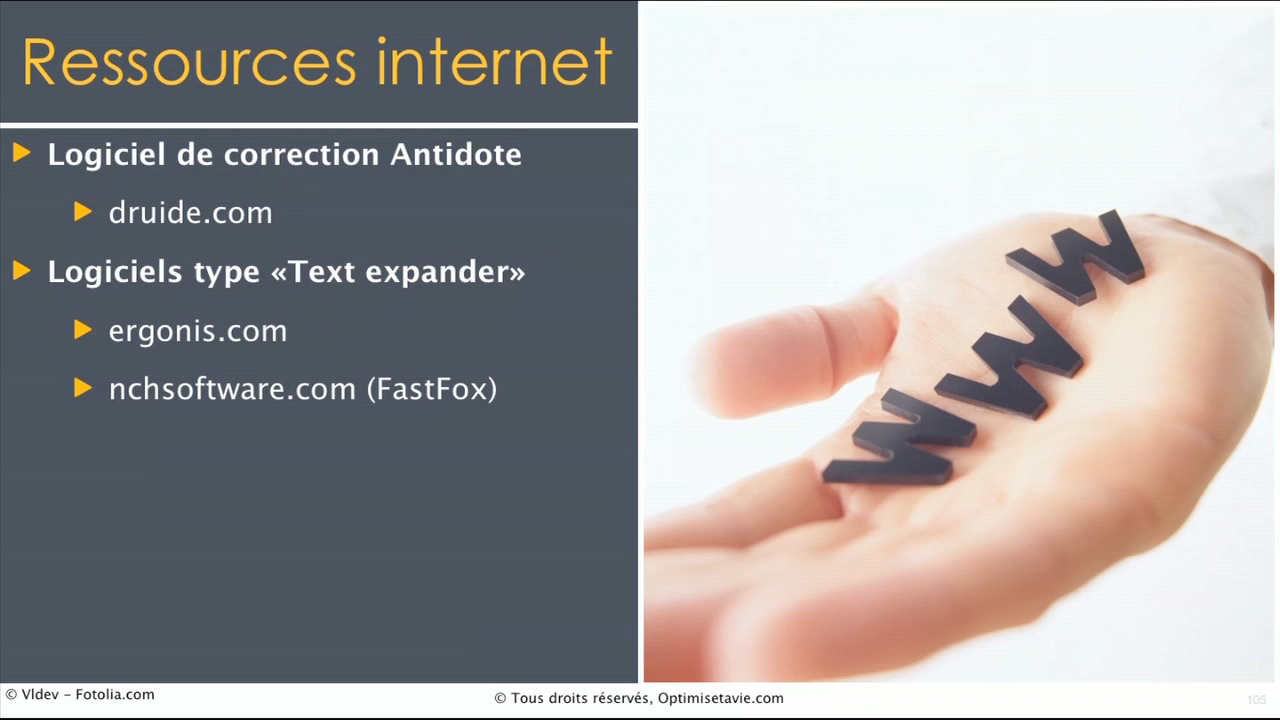 Ressources internet
Logiciel de correction Antidote
druide.com
Logiciels type «Text expander»
ergonis.com
nchsoftware.com (FastFox)
WWW
© Vldev – Fotolia.com
© Tous droits réservés, Optimisetavie.com
105